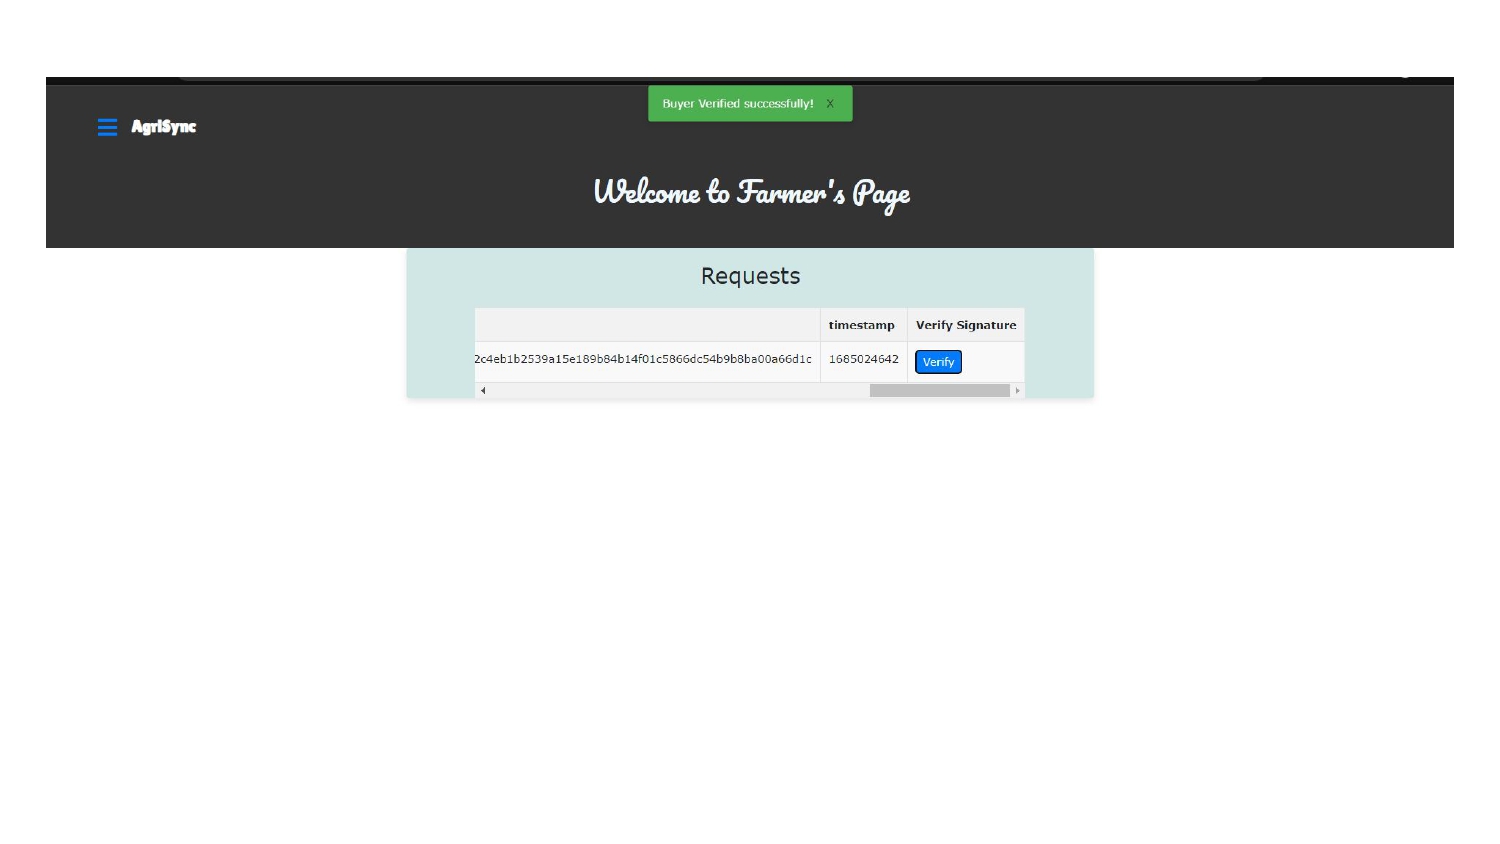 Buyer Verified successfully! X
AgriSync
Welcome to Farmer's Page
Requests
timestamp Verify Signature
2c4eb1b2539a15e189b84b14f01c5866dc54b9b8ba00a66d1c 1685024642 Verify